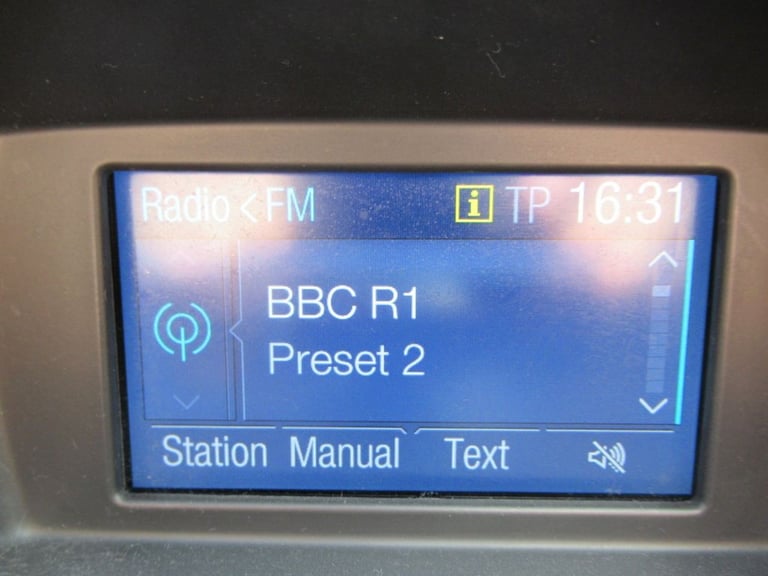 Radio < FM i TP 16:31
BBC R1
Preset 2
Station Manual Text